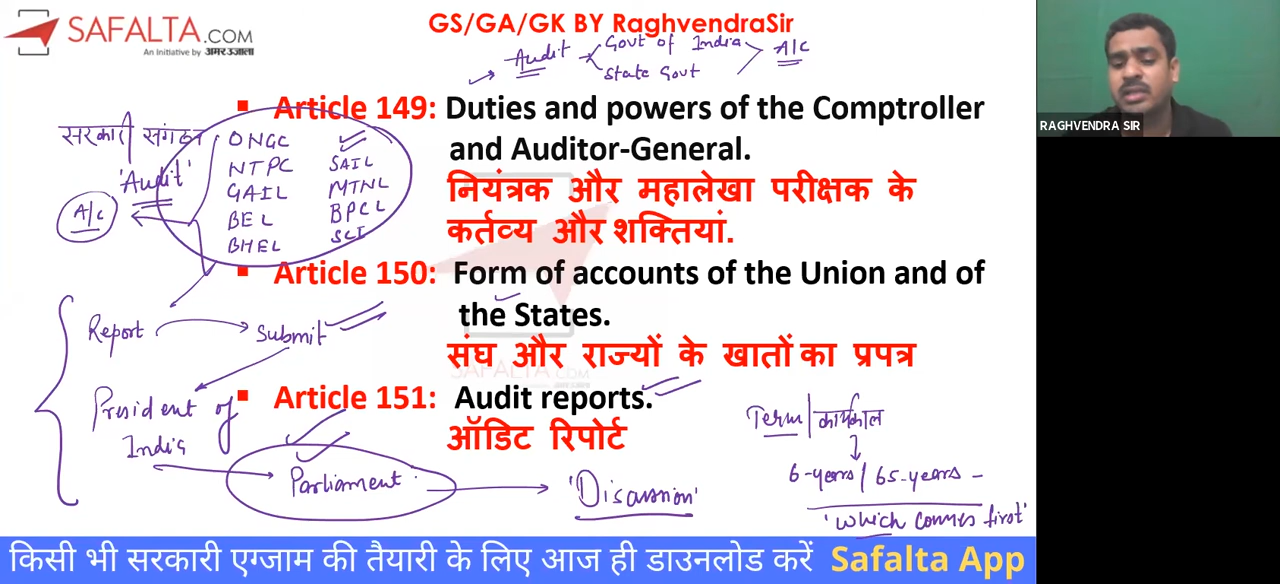 SAFALTA.COM
An Initiative by अमर उजाला
GS/GA/GK BY RaghvendraSir
Audit
Govt of India
State Govt
A/C
RAGHVENDRA SIR
Article 149: Duties and powers of the Comptroller
and Auditor-General.
नियंत्रक और महालेखा परीक्षक के
कर्तव्य और शक्तियां.
सरकारी संगठन
'Audit'
A/C
ONGC
NTPC
GAIL
BEL
BHEL
SAIL
MTNL
BPCL
SCI
Article 150: Form of accounts of the Union and of
the States.
संघ और राज्यों के खातों का प्रपत्र
Report
Submit
President of
India
Parliament
'Discussion'
Article 151: Audit reports.
ऑडिट रिपोर्ट
SAFALTA.COM
Term/कार्यकाल
6-years/65-years -
'which comes first'
किसी भी सरकारी एग्जाम की तैयारी के लिए आज ही डाउनलोड करें Safalta App